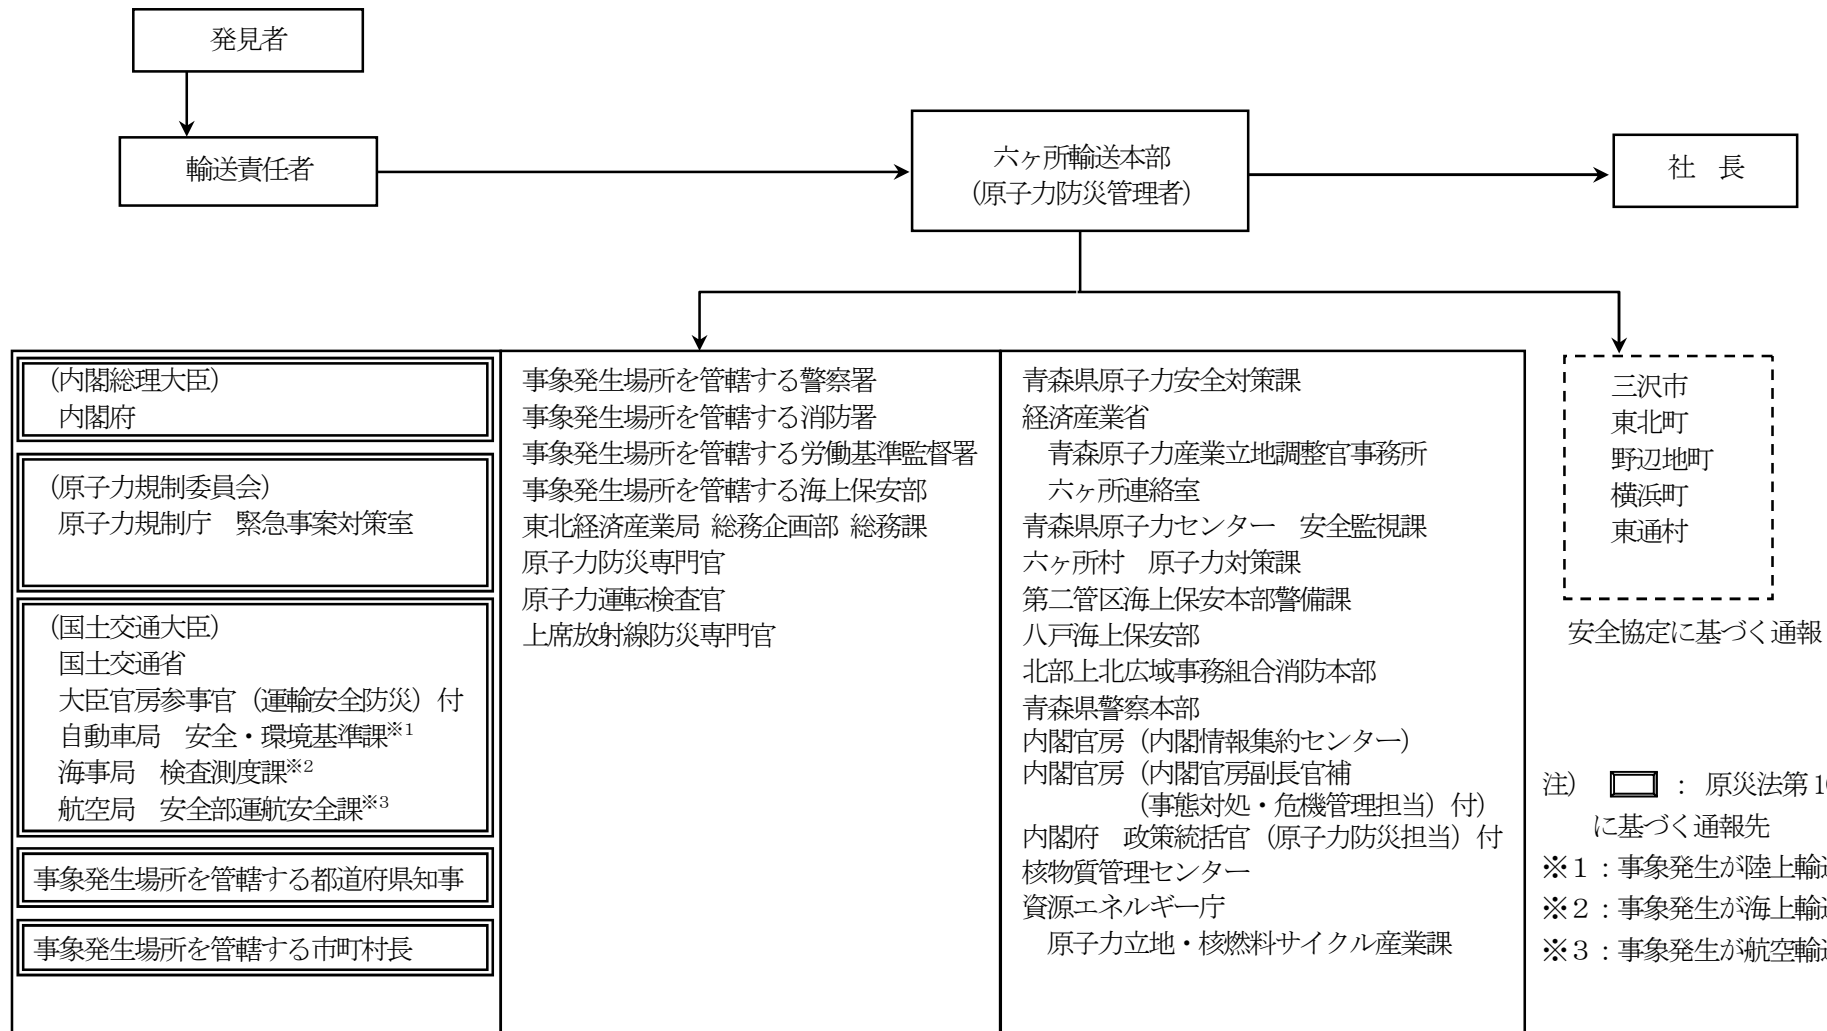 発見者
輸送責任者
六ヶ所輸送本部
(原子力防災管理者)
社　長
(内閣総理大臣)
内閣府
(原子力規制委員会)
原子力規制庁　緊急事案対策室
(国土交通大臣)
国土交通省
大臣官房参事官（運輸安全防災）付
自動車局　安全・環境基準課※1
海事局　検査測度課※2
航空局　安全部運航安全課※3
事象発生場所を管轄する都道府県知事
事象発生場所を管轄する市町村長
事象発生場所を管轄する警察署
事象発生場所を管轄する消防署
事象発生場所を管轄する労働基準監督署
事象発生場所を管轄する海上保安部
東北経済産業局 総務企画部 総務課
原子力防災専門官
原子力運転検査官
上席放射線防災専門官
青森県原子力安全対策課
経済産業省
青森原子力産業立地調整官事務所
六ヶ所連絡室
青森県原子力センター　安全監視課
六ヶ所村　原子力対策課
第二管区海上保安本部警備課
八戸海上保安部
北部上北広域事務組合消防本部
青森県警察本部
内閣官房（内閣情報集約センター）
内閣官房（内閣官房副長官補
（事態対処・危機管理担当）付）
内閣府　政策統括官（原子力防災担当）付
核物質管理センター
資源エネルギー庁
原子力立地・核燃料サイクル産業課
三沢市
東北町
野辺地町
横浜町
東通村
安全協定に基づく通報
注）　：　原災法第1
に基づく通報先
※１：事象発生が陸上輸
※２：事象発生が海上輸
※３：事象発生が航空輸